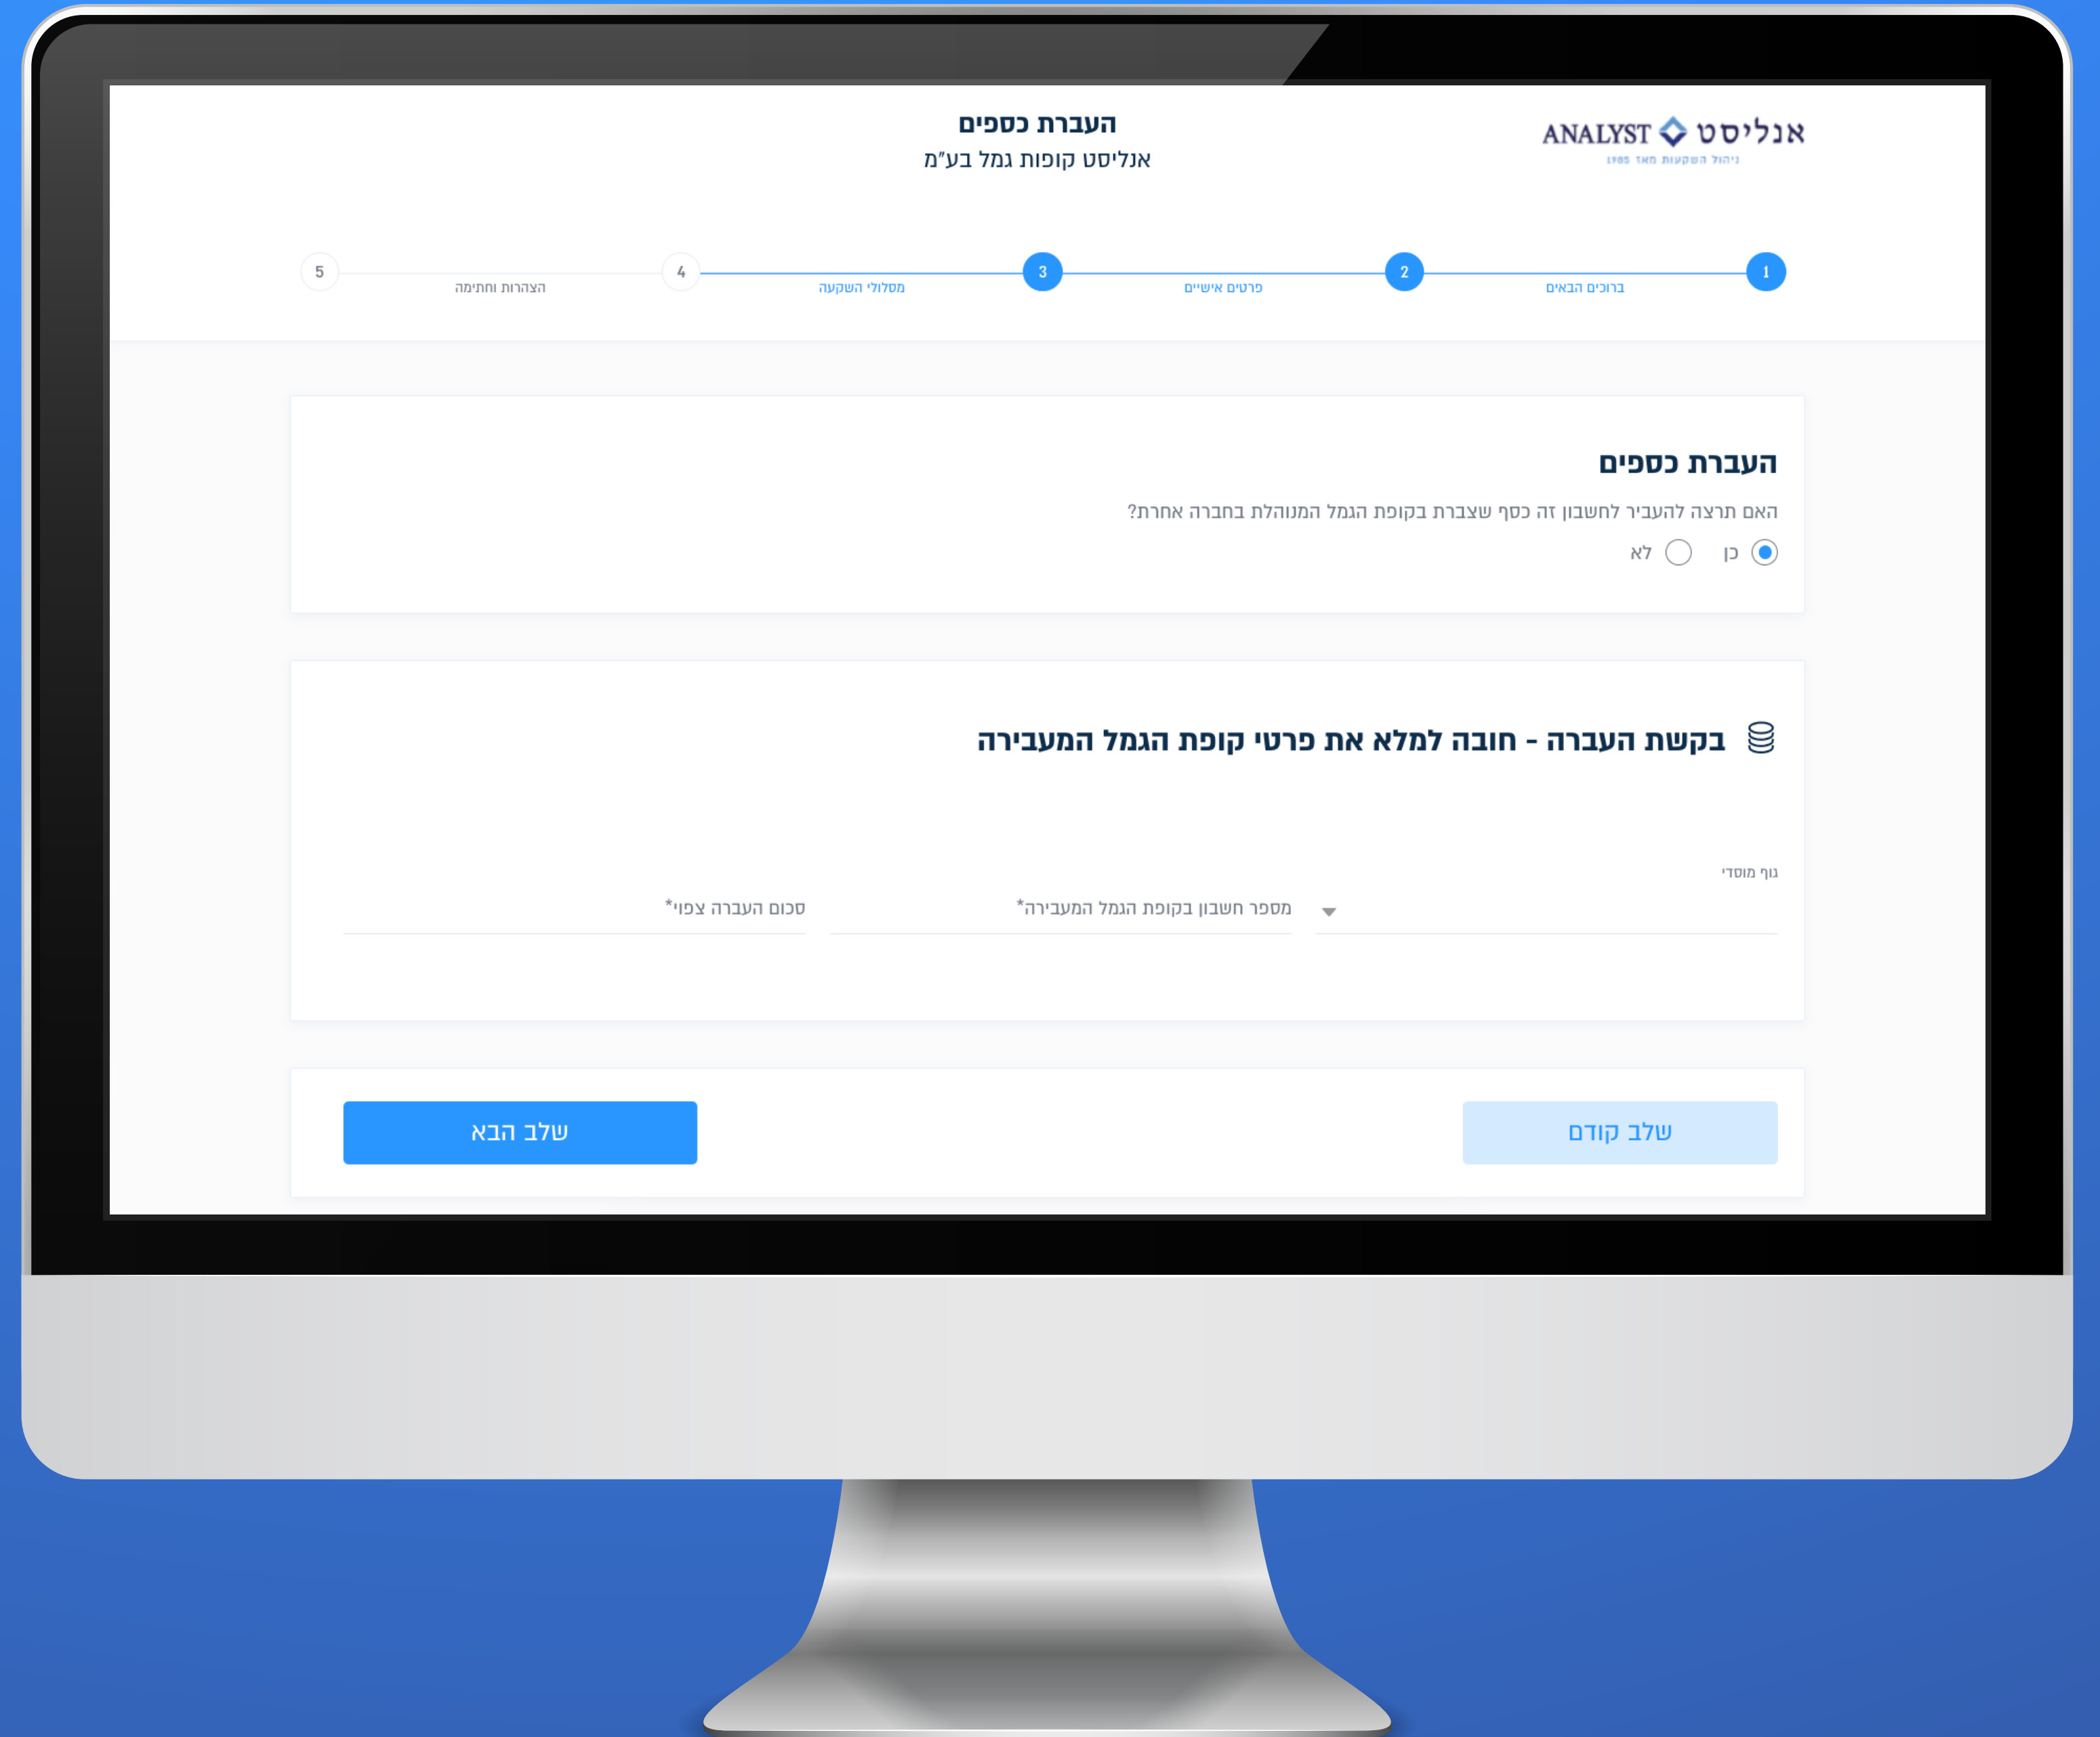 אנליסט ANALYST
ניהול השקעות מאז 1985
העברת כספים
אנליסט קופות גמל בע"מ
1 ברוכים הבאים 2 פרטים אישיים 3 מסלולי השקעה 4 הצהרות וחתימה 5
העברת כספים
האם תרצה להעביר לחשבון זה כסף שצברת בקופת הגמל המנוהלת בחברה אחרת?
כן לא
בקשת העברה - חובה למלא את פרטי קופת הגמל המעבירה
גוף מוסדי
מספר חשבון בקופת הגמל המעבירה* סכום העברה צפוי*
שלב קודם שלב הבא